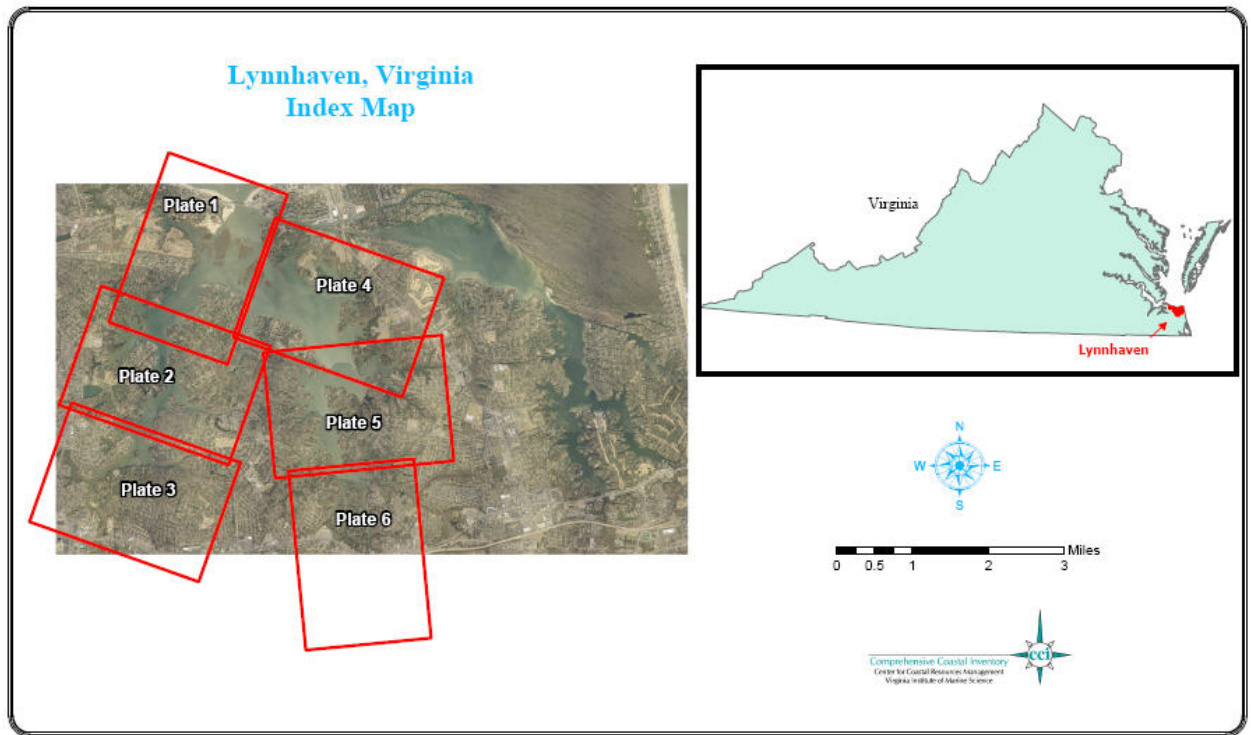 Lynnhaven, Virginia
Index Map
Plate 1
Plate 4
Plate 2
Plate 5
Plate 3
Plate 6
Virginia
Lynnhaven
N
W
E
S
Miles
0 0.5 1 2 3
Comprehensive Coastal Inventory
Center for Coastal Resources Management
Virginia Institute of Marine Science
cci